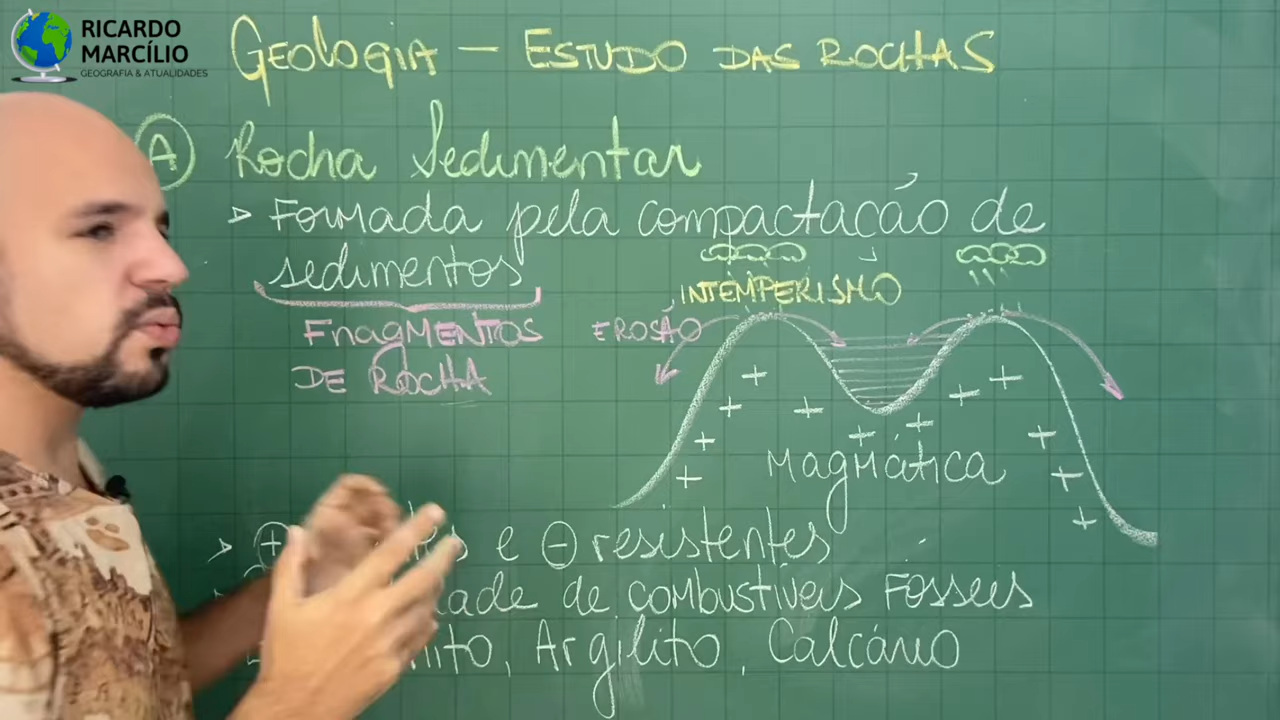 RICARDO
MARCÍLIO
GEOGRAFIA & ATUALIDADES
GEOLOGIA – ESTUDO DAS ROCHAS
A Rocha Sedimentar
> Formada pela compactação de
sedimentos
INTEMPERISMO
FRAGMENTOS
DE ROCHA
EROSÃO
MAGMÁTICA
> + e - resistentes
de combustíveis FÓSSEIS
, Argilito, Calcário